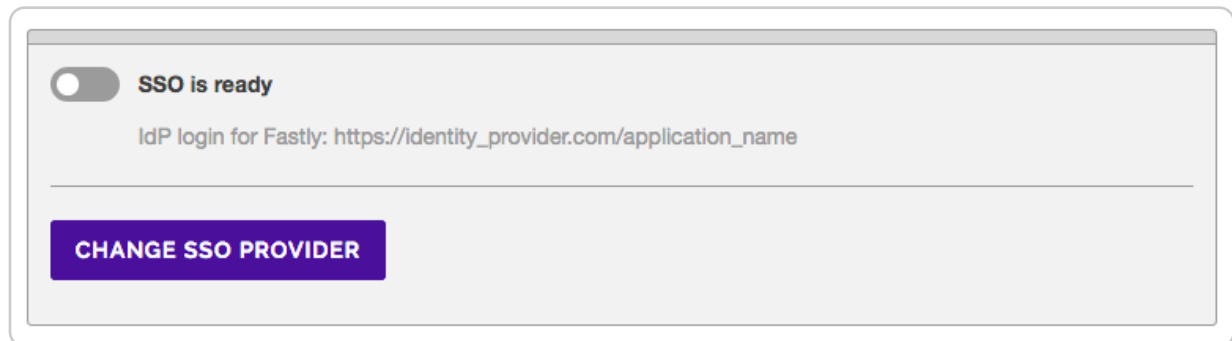 SSO is ready
IdP login for Fastly: https://identity_provider.com/application_name
CHANGE SSO PROVIDER